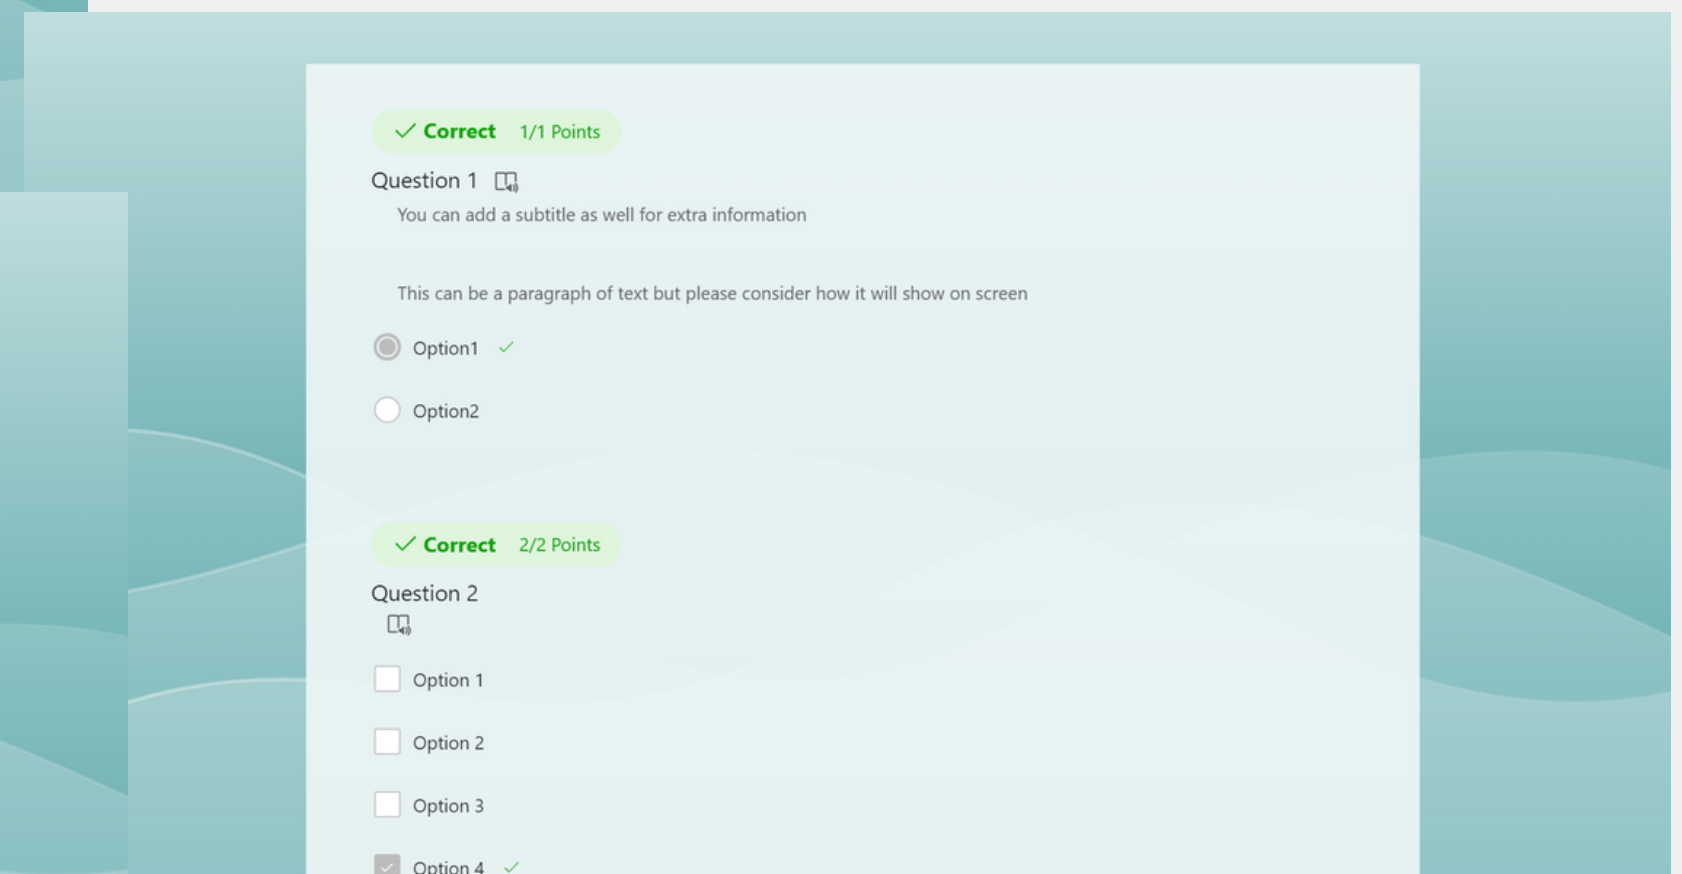 Correct 1/1 Points
Question 1
You can add a subtitle as well for extra information
This can be a paragraph of text but please consider how it will show on screen
Option1
Option2
Correct 2/2 Points
Question 2
Option 1
Option 2
Option 3
Option 4